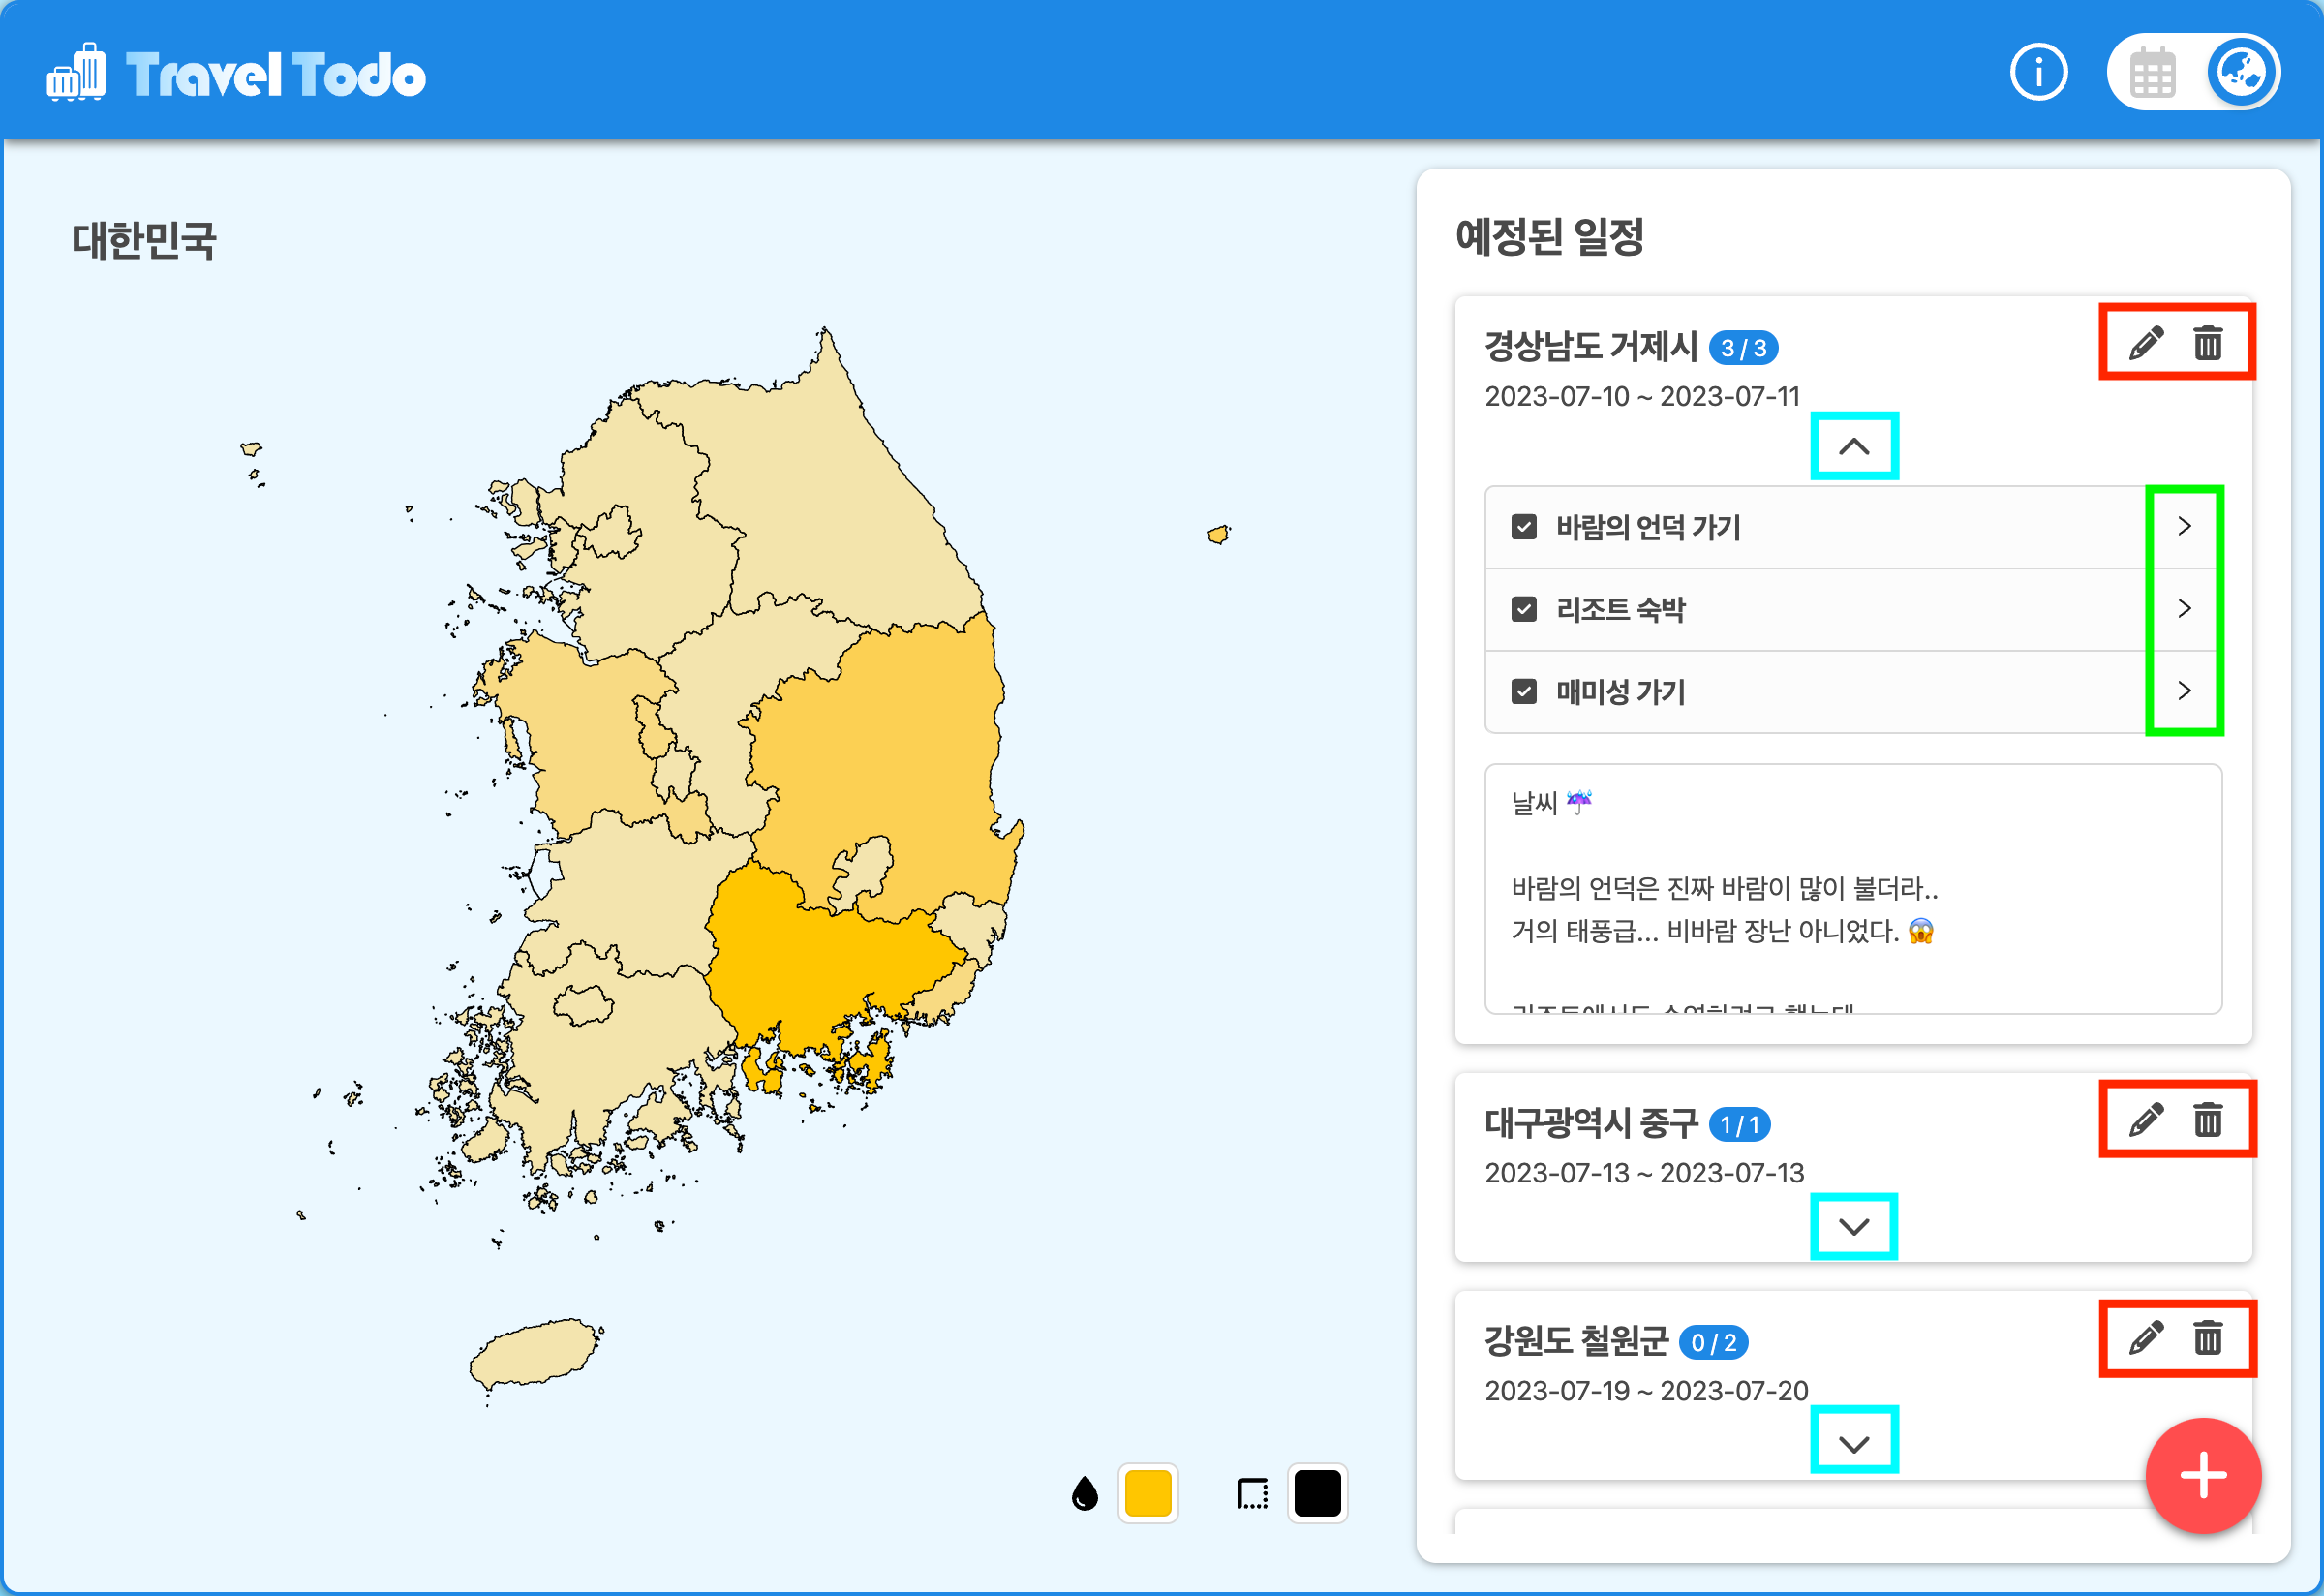 Travel Todo
대한민국
예정된 일정
경상남도 거제시 3 / 3
2023-07-10 ~ 2023-07-11
바람의 언덕 가기
리조트 숙박
매미성 가기
날씨 ☔
바람의 언덕은 진짜 바람이 많이 불더라..
거의 태풍급... 비바람 장난 아니었다. 😱
대구광역시 중구 1 / 1
2023-07-13 ~ 2023-07-13
강원도 철원군 0 / 2
2023-07-19 ~ 2023-07-20